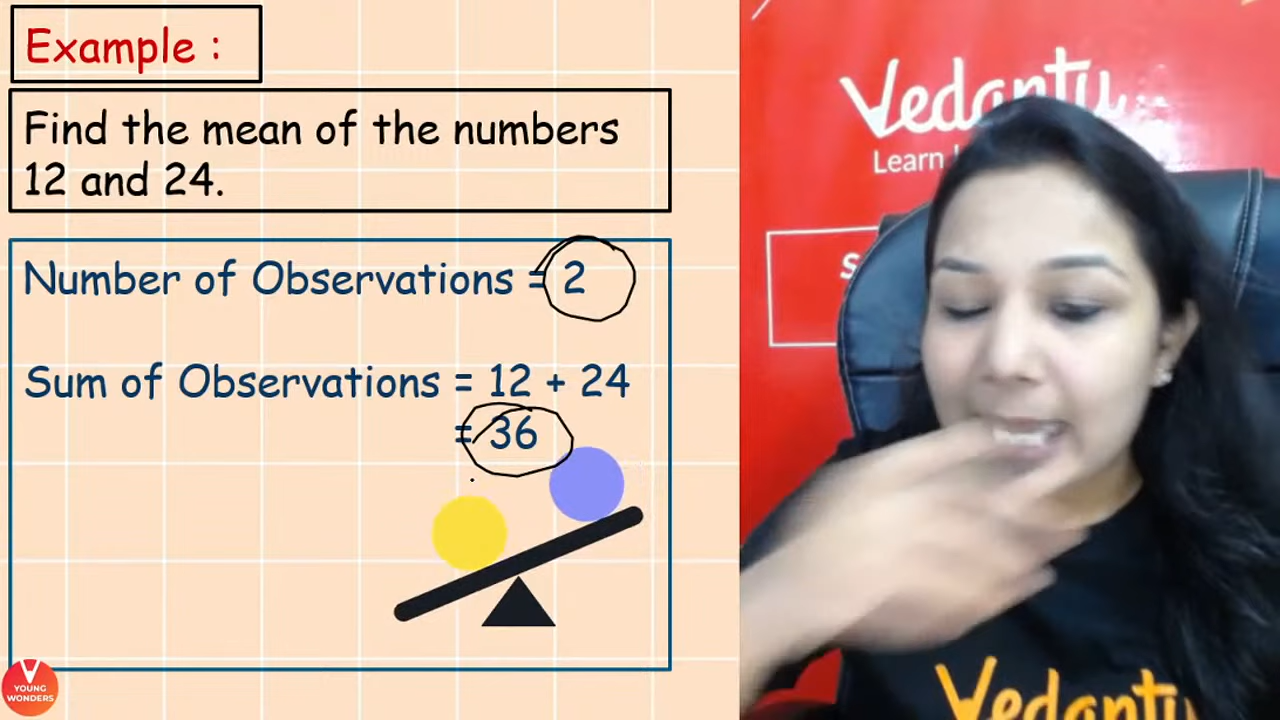 Example :
Find the mean of the numbers
12 and 24.
Number of Observations = 2
Sum of Observations = 12 + 24
= 36
YOUNG
WONDERS
Vedantu
Learn
S
Vedantu